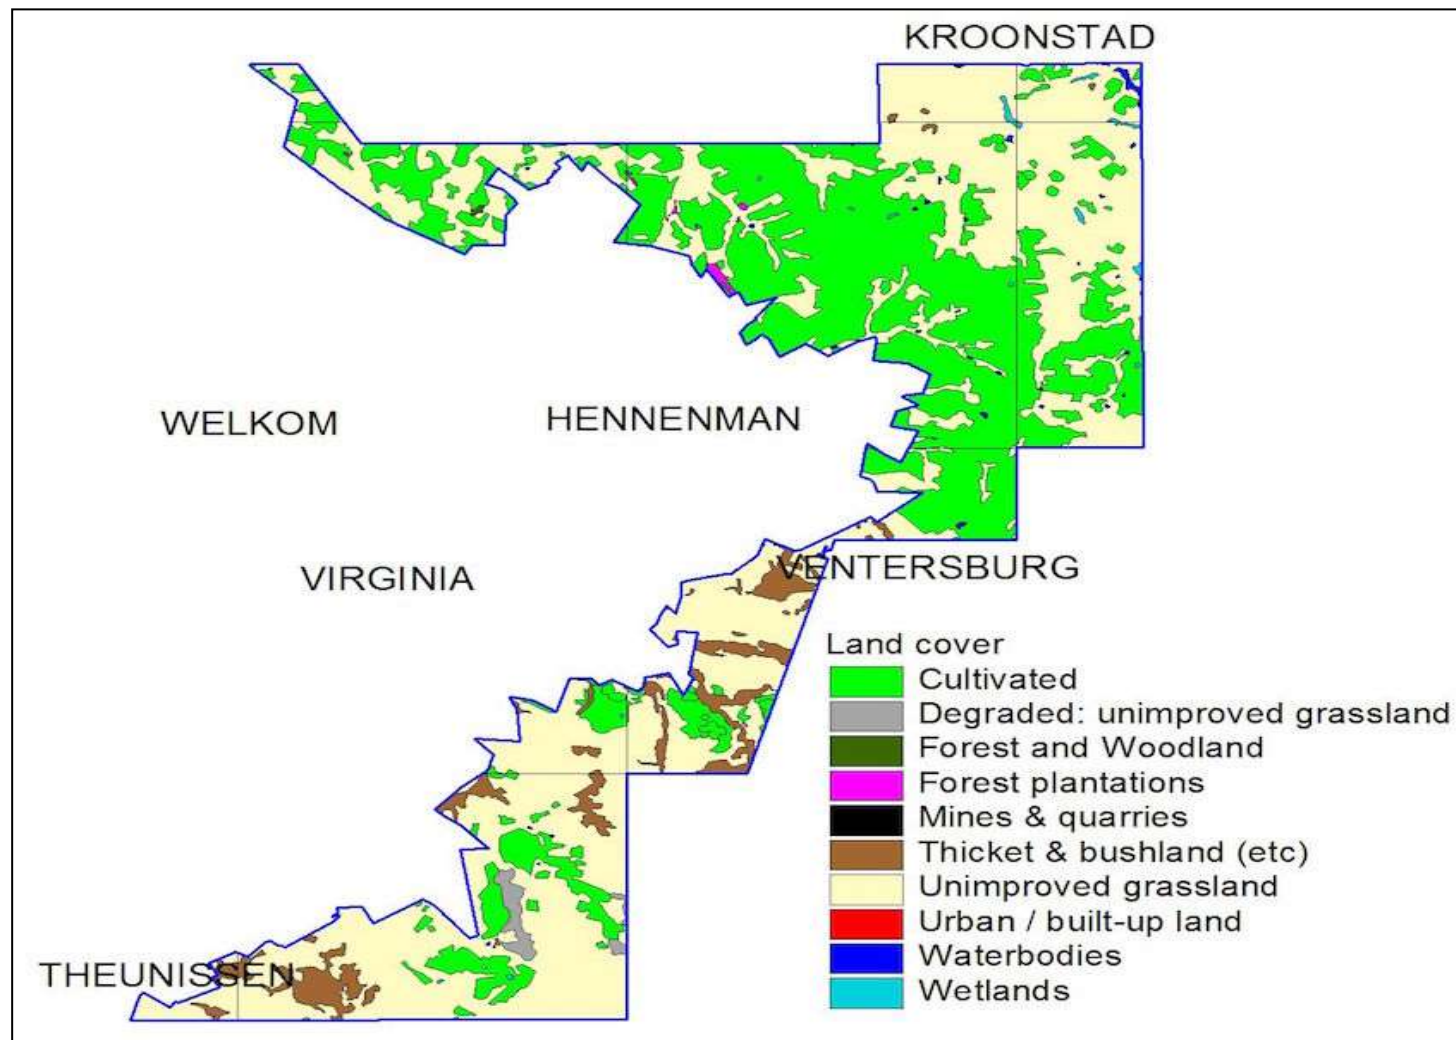 KROONSTAD
WELKOM
HENNENMAN
VIRGINIA
VENTERSBURG
THEUNISSEN
Land cover
Cultivated
Degraded: unimproved grassland
Forest and Woodland
Forest plantations
Mines & quarries
Thicket & bushland (etc)
Unimproved grassland
Urban / built-up land
Waterbodies
Wetlands